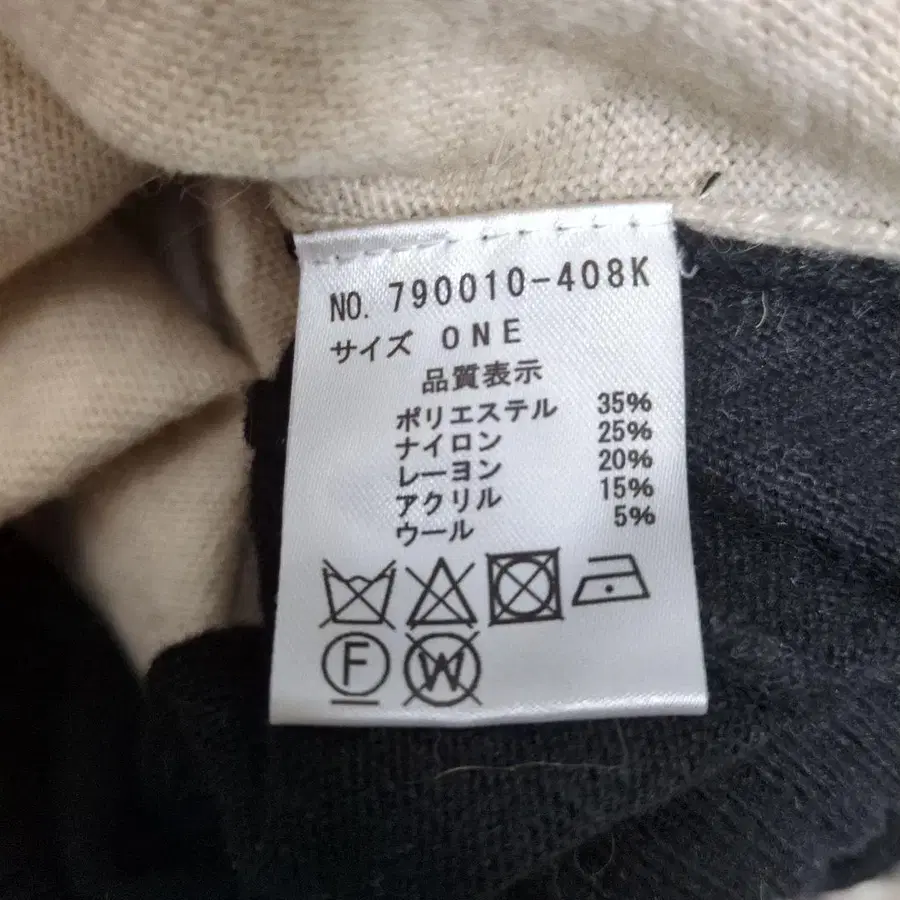 NO. 790010-408K
サイズ ONE
品質表示
ポリエステル 35%
ナイロン 25%
レーヨン 20%
アクリル 15%
ウール 5%
F W